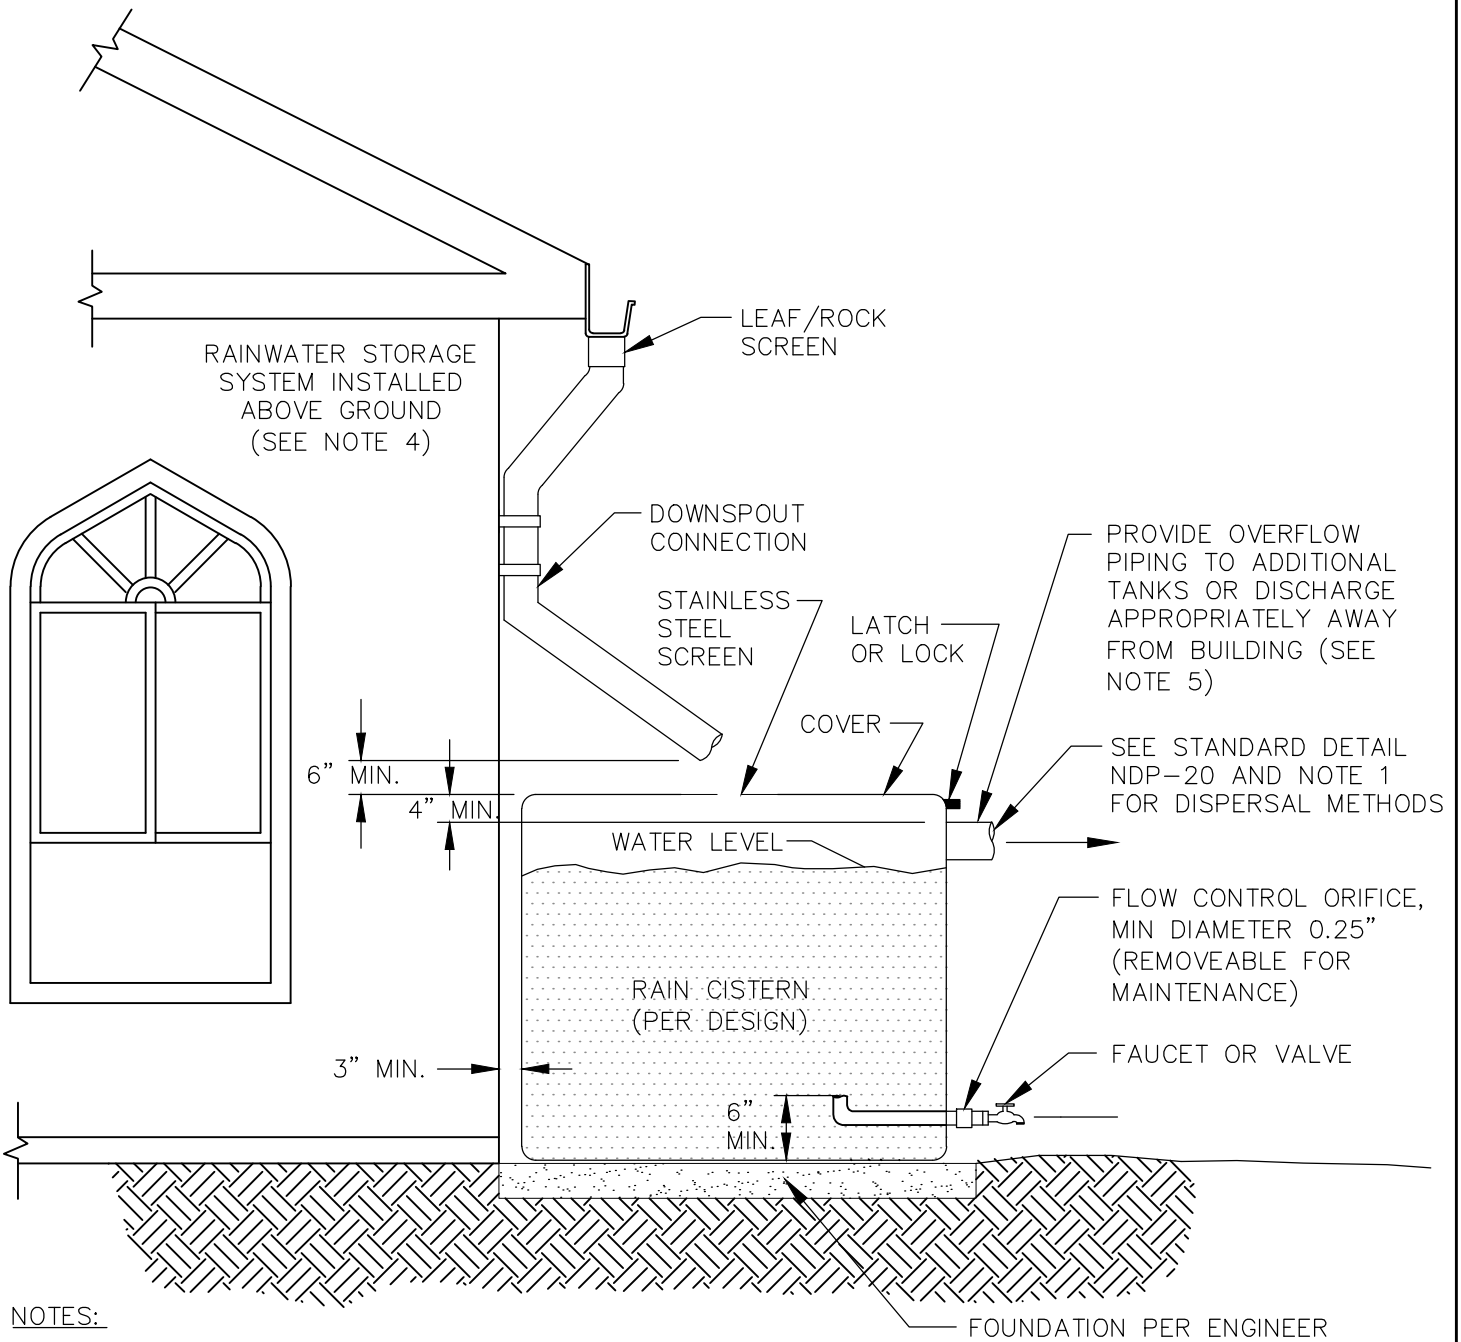 RAINWATER STORAGE
SYSTEM INSTALLED
ABOVE GROUND
(SEE NOTE 4)
LEAF/ROCK
SCREEN
DOWNSPOUT
CONNECTION
STAINLESS
STEEL
SCREEN
LATCH
OR LOCK
COVER
PROVIDE OVERFLOW
PIPING TO ADDITIONAL
TANKS OR DISCHARGE
APPROPRIATELY AWAY
FROM BUILDING (SEE
NOTE 5)
SEE STANDARD DETAIL
NDP-20 AND NOTE 1
FOR DISPERSAL METHODS
6" MIN.
4" MIN.
WATER LEVEL
FLOW CONTROL ORIFICE,
MIN DIAMETER 0.25"
(REMOVEABLE FOR
MAINTENANCE)
RAIN CISTERN
(PER DESIGN)
3" MIN.
FAUCET OR VALVE
6"
MIN.
FOUNDATION PER ENGINEER
NOTES: